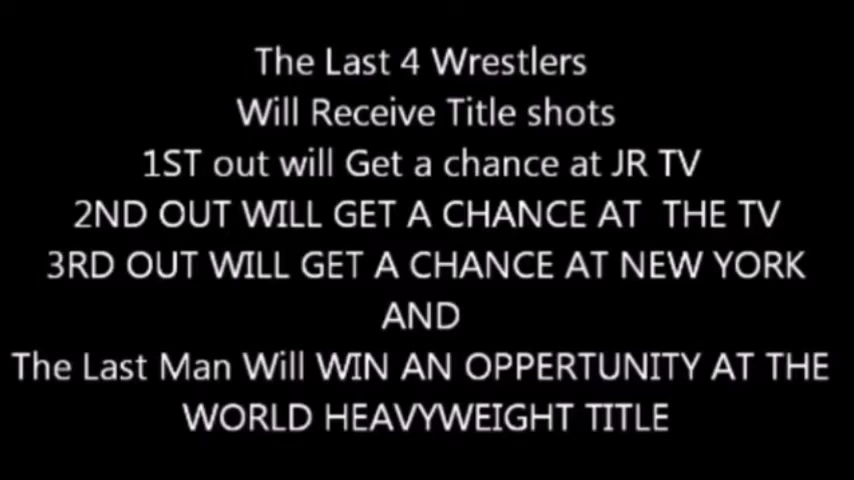 The Last 4 Wrestlers
Will Receive Title shots
1ST out will Get a chance at JR TV
2ND OUT WILL GET A CHANCE AT THE TV
3RD OUT WILL GET A CHANCE AT NEW YORK
AND
The Last Man Will WIN AN OPPERTUNITY AT THE
WORLD HEAVYWEIGHT TITLE